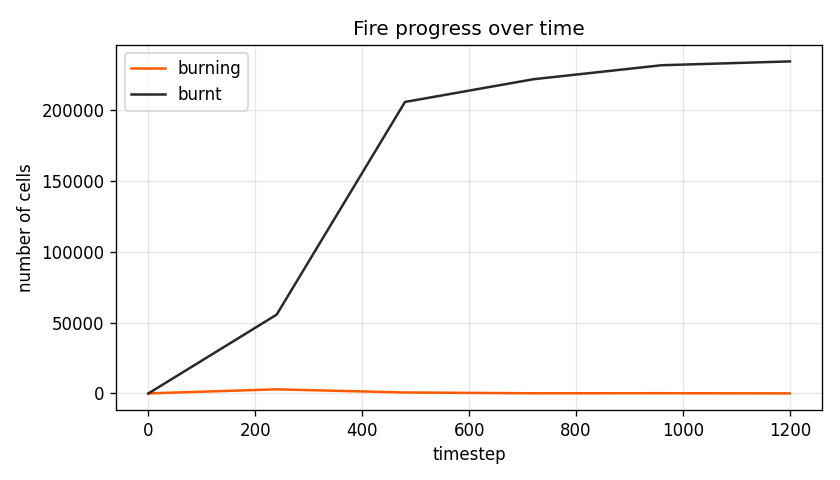 Fire progress over time
burning
burnt
number of cells
200000
150000
100000
50000
0
0 200 400 600 800 1000 1200
timestep